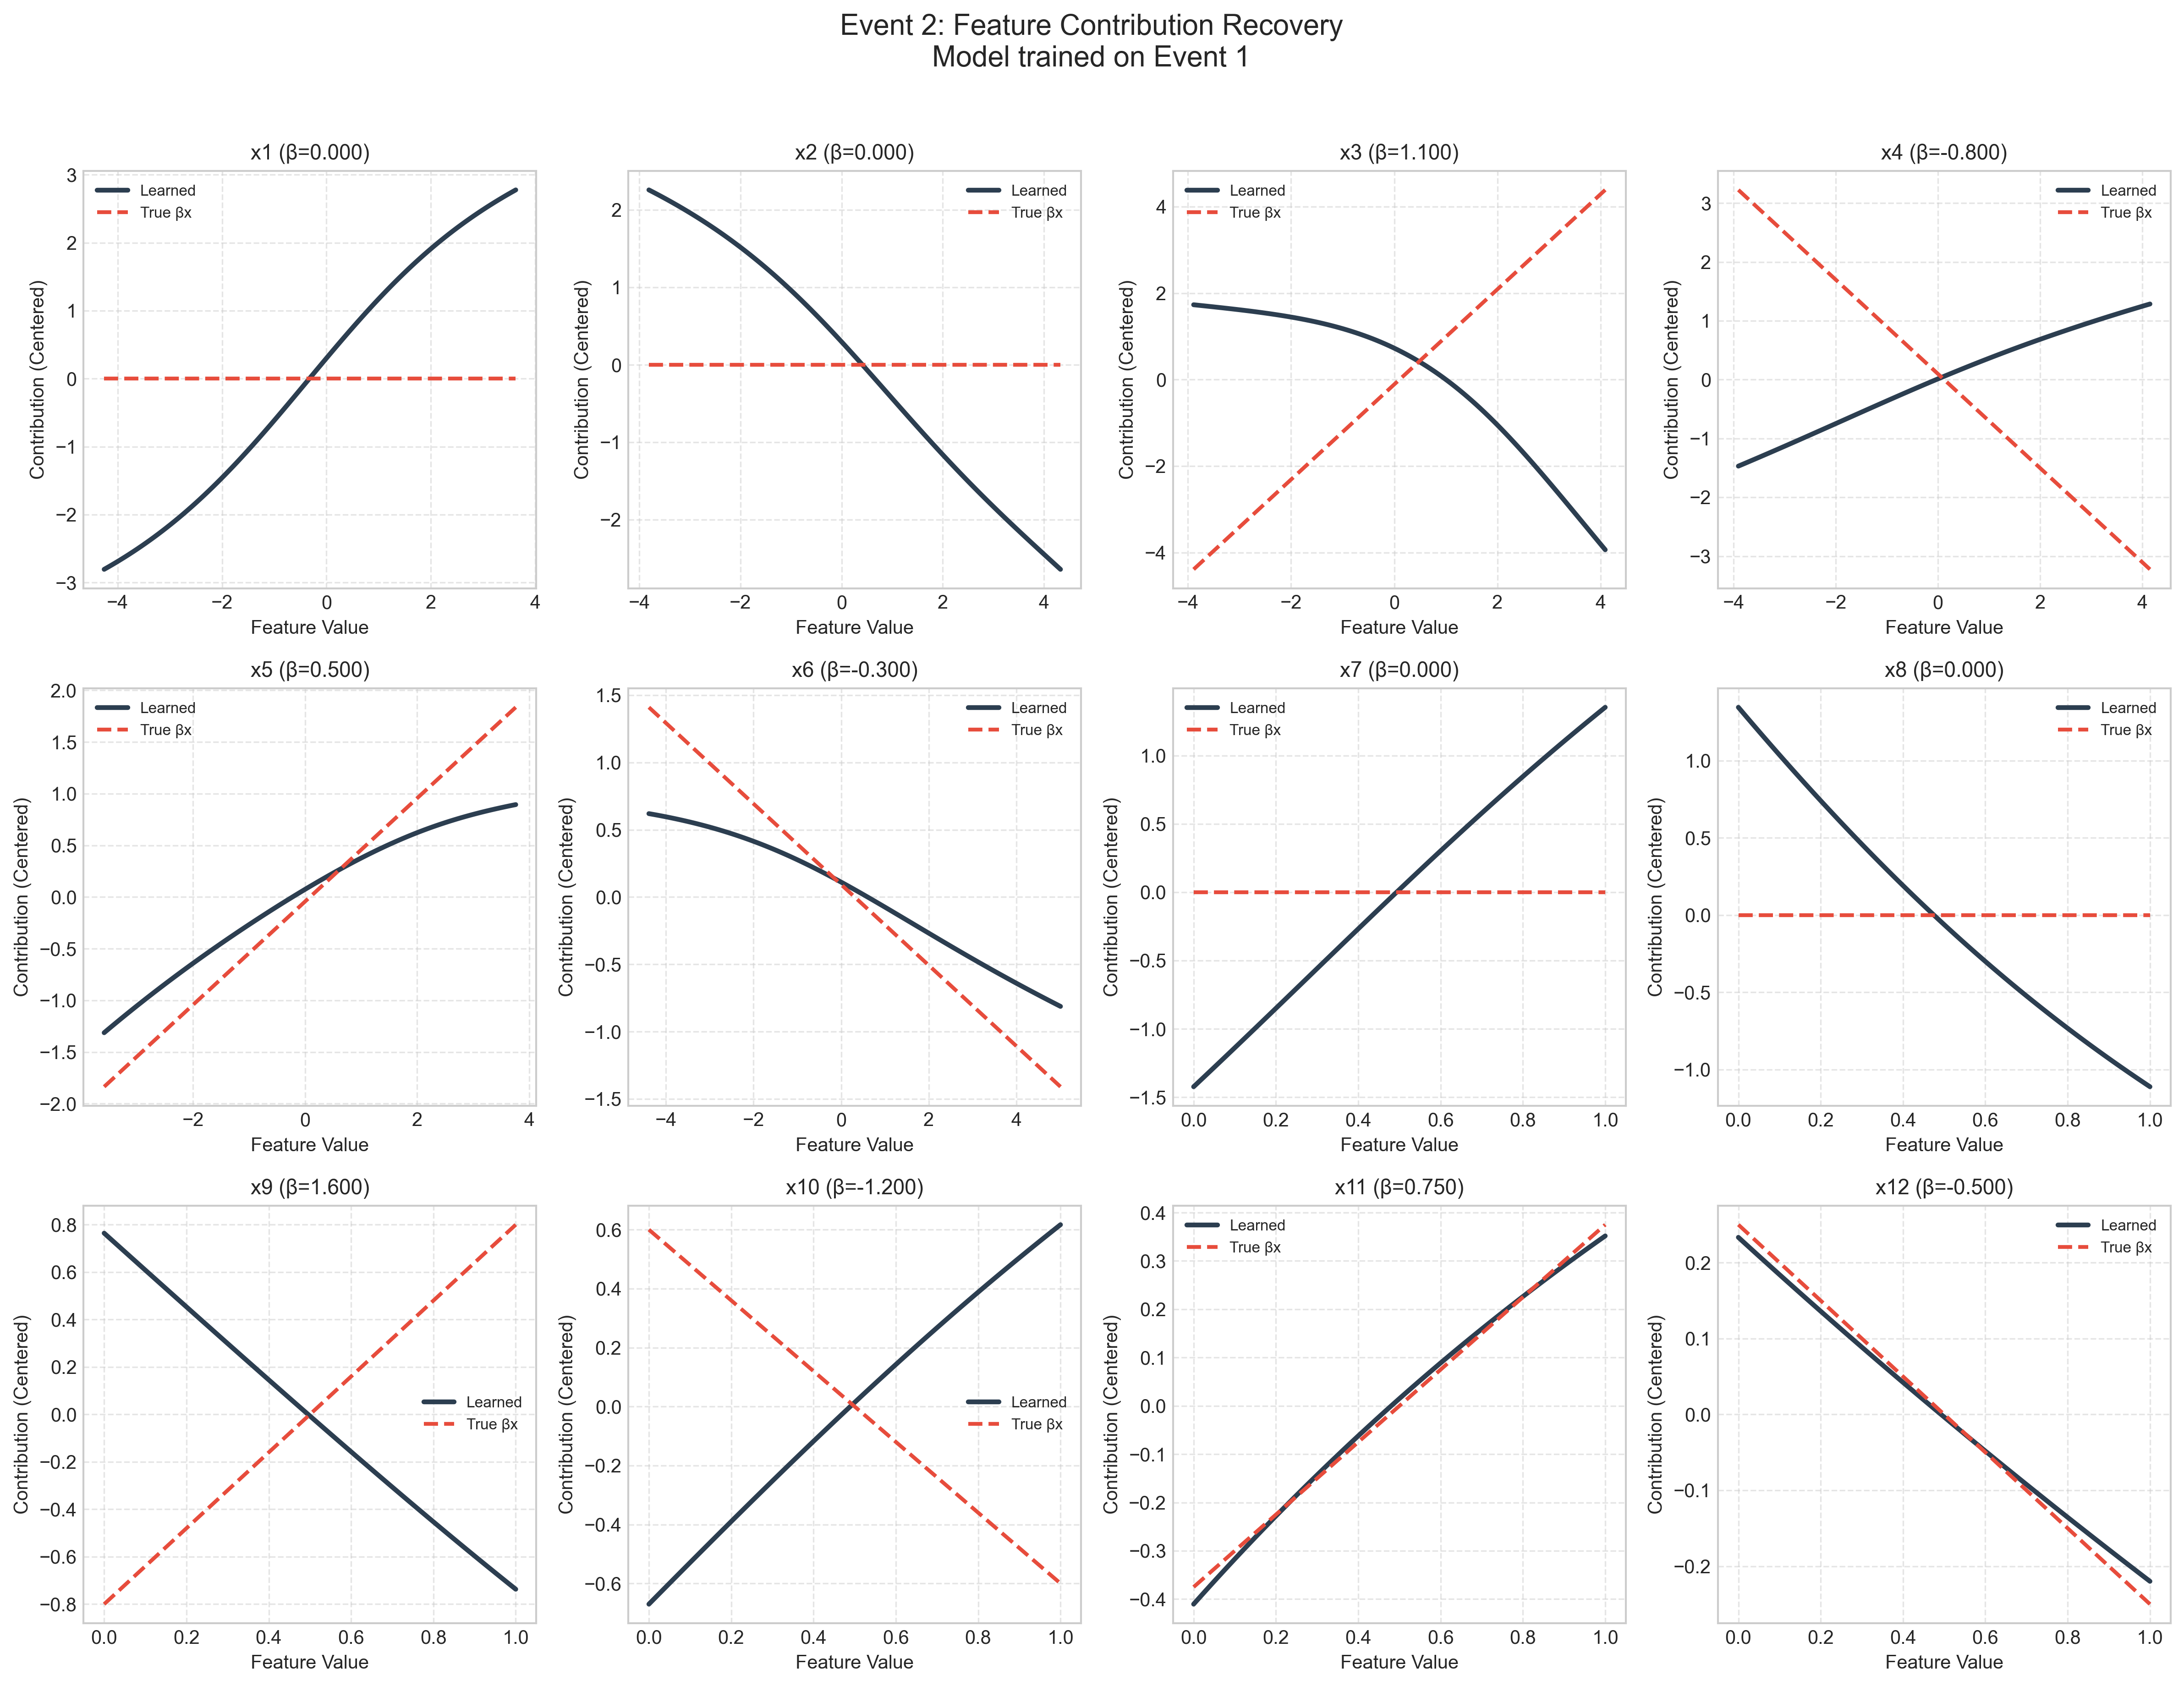 Event 2: Feature Contribution Recovery
Model trained on Event 1
x1 (β=0.000)
Learned
True βx
Contribution (Centered)
3
2
1
0
−1
−2
−3
−4
−2
0
2
4
Feature Value
x2 (β=0.000)
Learned
True βx
Contribution (Centered)
2
1
0
−1
−2
−4
−2
0
2
4
Feature Value
x3 (β=1.100)
Learned
True βx
Contribution (Centered)
4
2
0
−2
−4
−4
−2
0
2
4
Feature Value
x4 (β=-0.800)
Learned
True βx
Contribution (Centered)
3
2
1
0
−1
−2
−3
−4
−2
0
2
4
Feature Value
x5 (β=0.500)
Learned
True βx
Contribution (Centered)
2.0
1.5
1.0
0.5
0.0
−0.5
−1.0
−1.5
−2.0
−2
0
2
4
Feature Value
x6 (β=-0.300)
Learned
True βx
Contribution (Centered)
1.5
1.0
0.5
0.0
−0.5
−1.0
−1.5
−4
−2
0
2
4
Feature Value
x7 (β=0.000)
Learned
True βx
Contribution (Centered)
1.0
0.5
0.0
−0.5
−1.0
−1.5
0.0
0.2
0.4
0.6
0.8
1.0
Feature Value
x8 (β=0.000)
Learned
True βx
Contribution (Centered)
1.0
0.5
0.0
−0.5
−1.0
0.0
0.2
0.4
0.6
0.8
1.0
Feature Value
x9 (β=1.600)
Learned
True βx
Contribution (Centered)
0.8
0.6
0.4
0.2
0.0
−0.2
−0.4
−0.6
−0.8
0.0
0.2
0.4
0.6
0.8
1.0
Feature Value
x10 (β=-1.200)
Learned
True βx
Contribution (Centered)
0.6
0.4
0.2
0.0
−0.2
−0.4
−0.6
0.0
0.2
0.4
0.6
0.8
1.0
Feature Value
x11 (β=0.750)
Learned
True βx
Contribution (Centered)
0.4
0.3
0.2
0.1
0.0
−0.1
−0.2
−0.3
−0.4
0.0
0.2
0.4
0.6
0.8
1.0
Feature Value
x12 (β=-0.500)
Learned
True βx
Contribution (Centered)
0.2
0.1
0.0
−0.1
−0.2
0.0
0.2
0.4
0.6
0.8
1.0
Feature Value